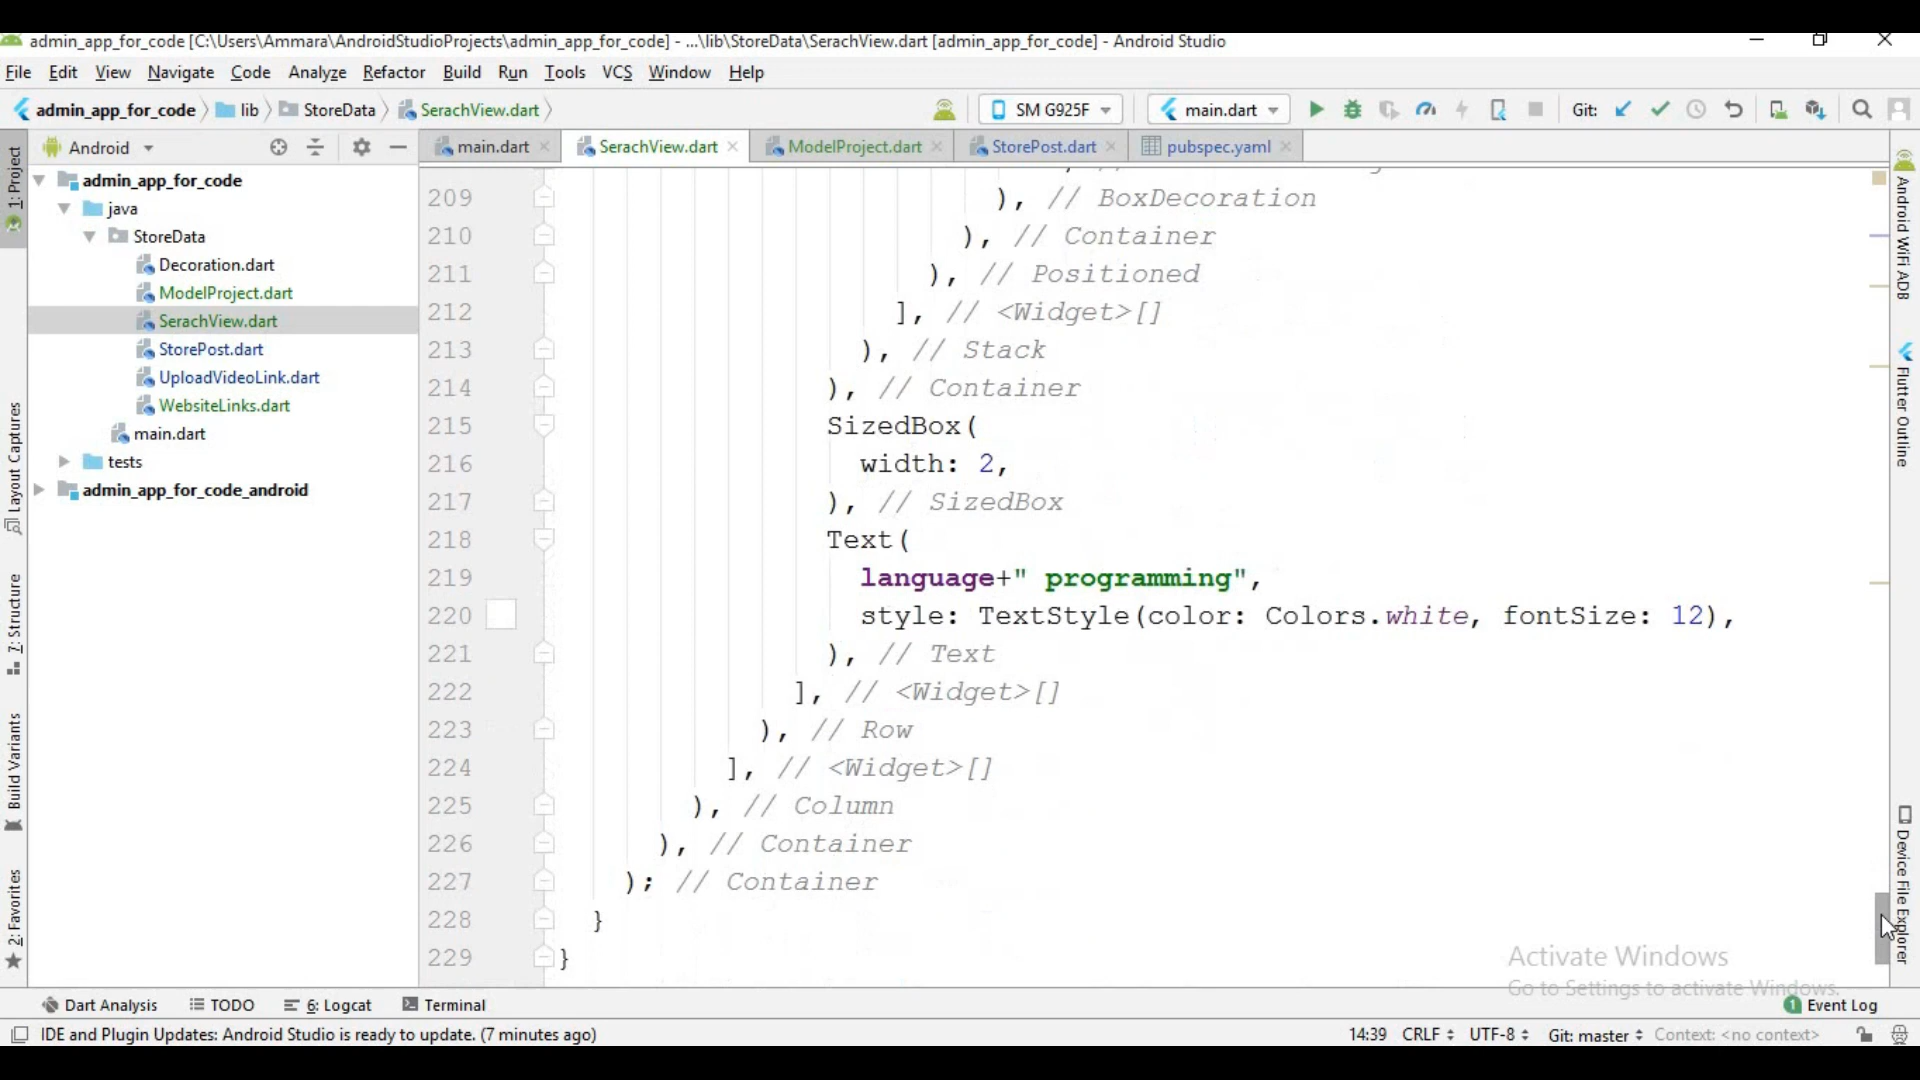 admin_app_for_code [C:\Users\Ammara\AndroidStudioProjects\admin_app_for_code] - ...\lib\StoreData\SerachView.dart [admin_app_for_code] - Android Studio
File Edit View Navigate Code Analyze Refactor Build Run Tools VCS Window Help
admin_app_for_code lib StoreData SerachView.dart SM G925F main.dart Git:
Android main.dart SerachView.dart ModelProject.dart StorePost.dart pubspec.yaml
1: Project
Layout Captures
7: Structure
Build Variants
2: Favorites
admin_app_for_code
java
StoreData
Decoration.dart
ModelProject.dart
SerachView.dart
StorePost.dart
UploadVideoLink.dart
WebsiteLinks.dart
main.dart
tests
admin_app_for_code_android
209 ), // BoxDecoration
210 ), // Container
211 ), // Positioned
212 ], // <Widget>[]
213 ), // Stack
214 ), // Container
215 SizedBox(
216 width: 2,
217 ), // SizedBox
218 Text(
219 language+" programming",
220 style: TextStyle(color: Colors.white, fontSize: 12),
221 ), // Text
222 ], // <Widget>[]
223 ), // Row
224 ], // <Widget>[]
225 ), // Column
226 ), // Container
227 ); // Container
228 }
229 }
Android WiFi ADB
Flutter Outline
Device File Explorer
Activate Windows
Go to Settings to activate Windows.
Dart Analysis TODO 6: Logcat Terminal 1 Event Log
IDE and Plugin Updates: Android Studio is ready to update. (7 minutes ago) 14:39 CRLF UTF-8 Git: master Context: <no context>